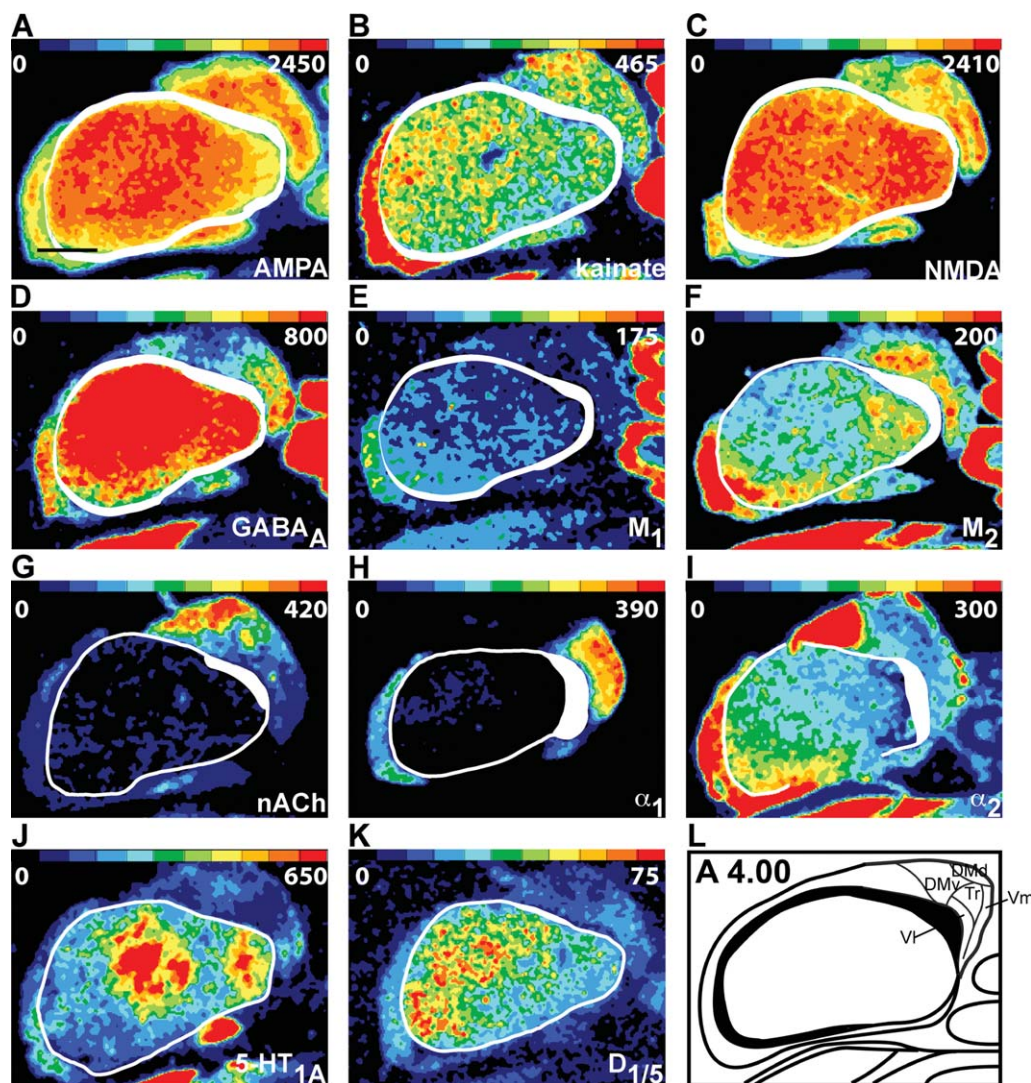 A
B
C
0 2450
0 465
0 2410
AMPA
kainate
NMDA
D
E
F
0 800
0 175
0 200
GABA A
M1
M2
G
H
I
0 420
0 390
0 300
nACh
α1
α2
J
K
L
0 650
0 75
A 4.00
DMd
DMv
Tr
Vm
Vl
5-HT1A
D1/5